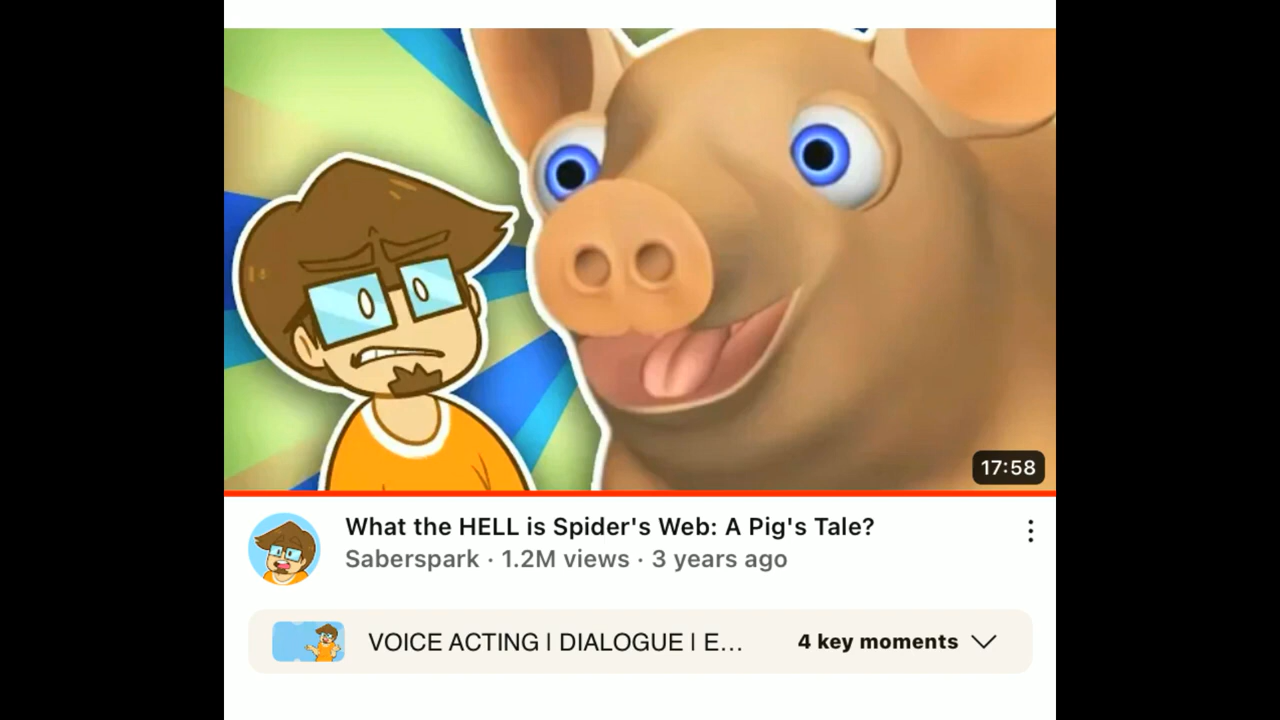 17:58
What the HELL is Spider's Web: A Pig's Tale?
Saberspark · 1.2M views · 3 years ago
VOICE ACTING | DIALOGUE | E... 4 key moments